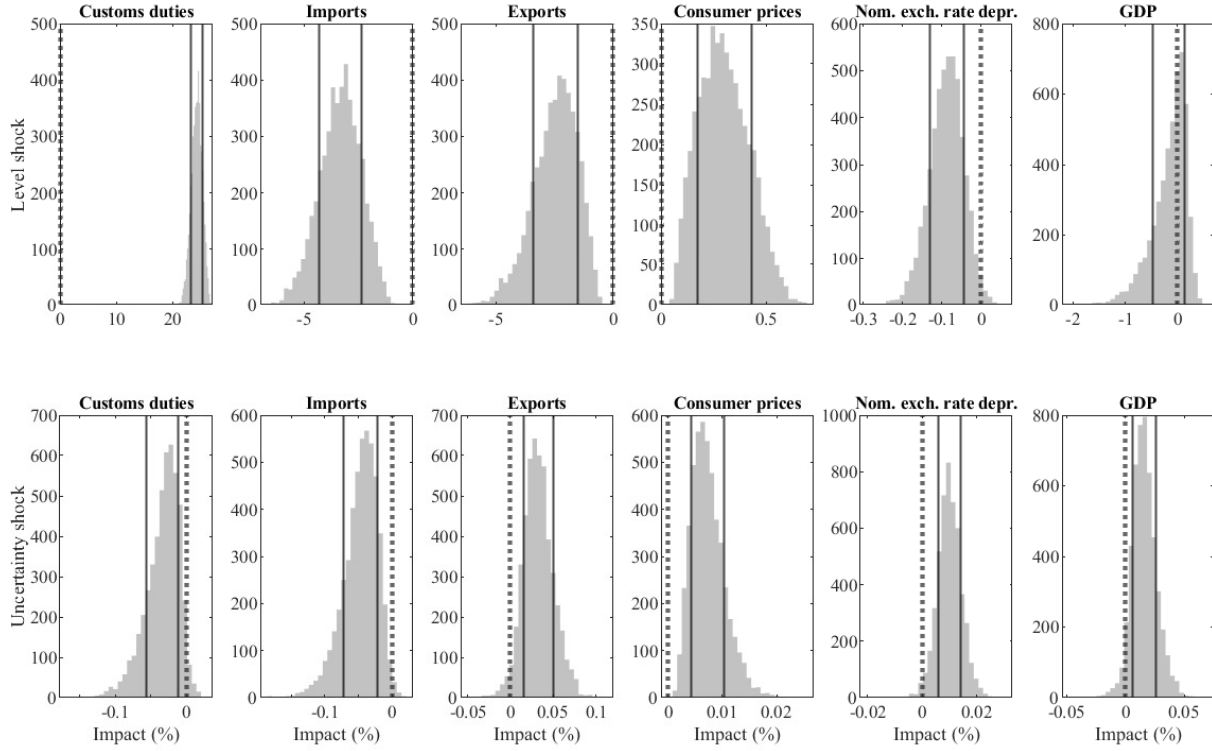 Customs duties Imports Exports Consumer prices Nom. exch. rate depr. GDP
500 500 500 350 600 800
400 400 400 300 500 600
300 300 300 250 400 400
200 200 200 200 300 200
100 100 100 150 200 0
0 0 0 100 100
50 0
0
Level shock
0 10 20 -5 0 -5 0 0 0.5 -0.3 -0.2 -0.1 0 -2 -1 0
Customs duties Imports Exports Consumer prices Nom. exch. rate depr. GDP
700 600 700 600 1000 800
600 500 600 500 800 600
500 400 500 400 600 400
400 300 400 300 400 200
300 200 300 200 200 0
200 100 200 100 0
100 0 100 0
0 0
Uncertainty shock
-0.1 0 -0.1 0 -0.05 0 0.05 0.1 0 0.01 0.02 -0.02 0 0.02 -0.05 0 0.05
Impact (%) Impact (%) Impact (%) Impact (%) Impact (%) Impact (%)